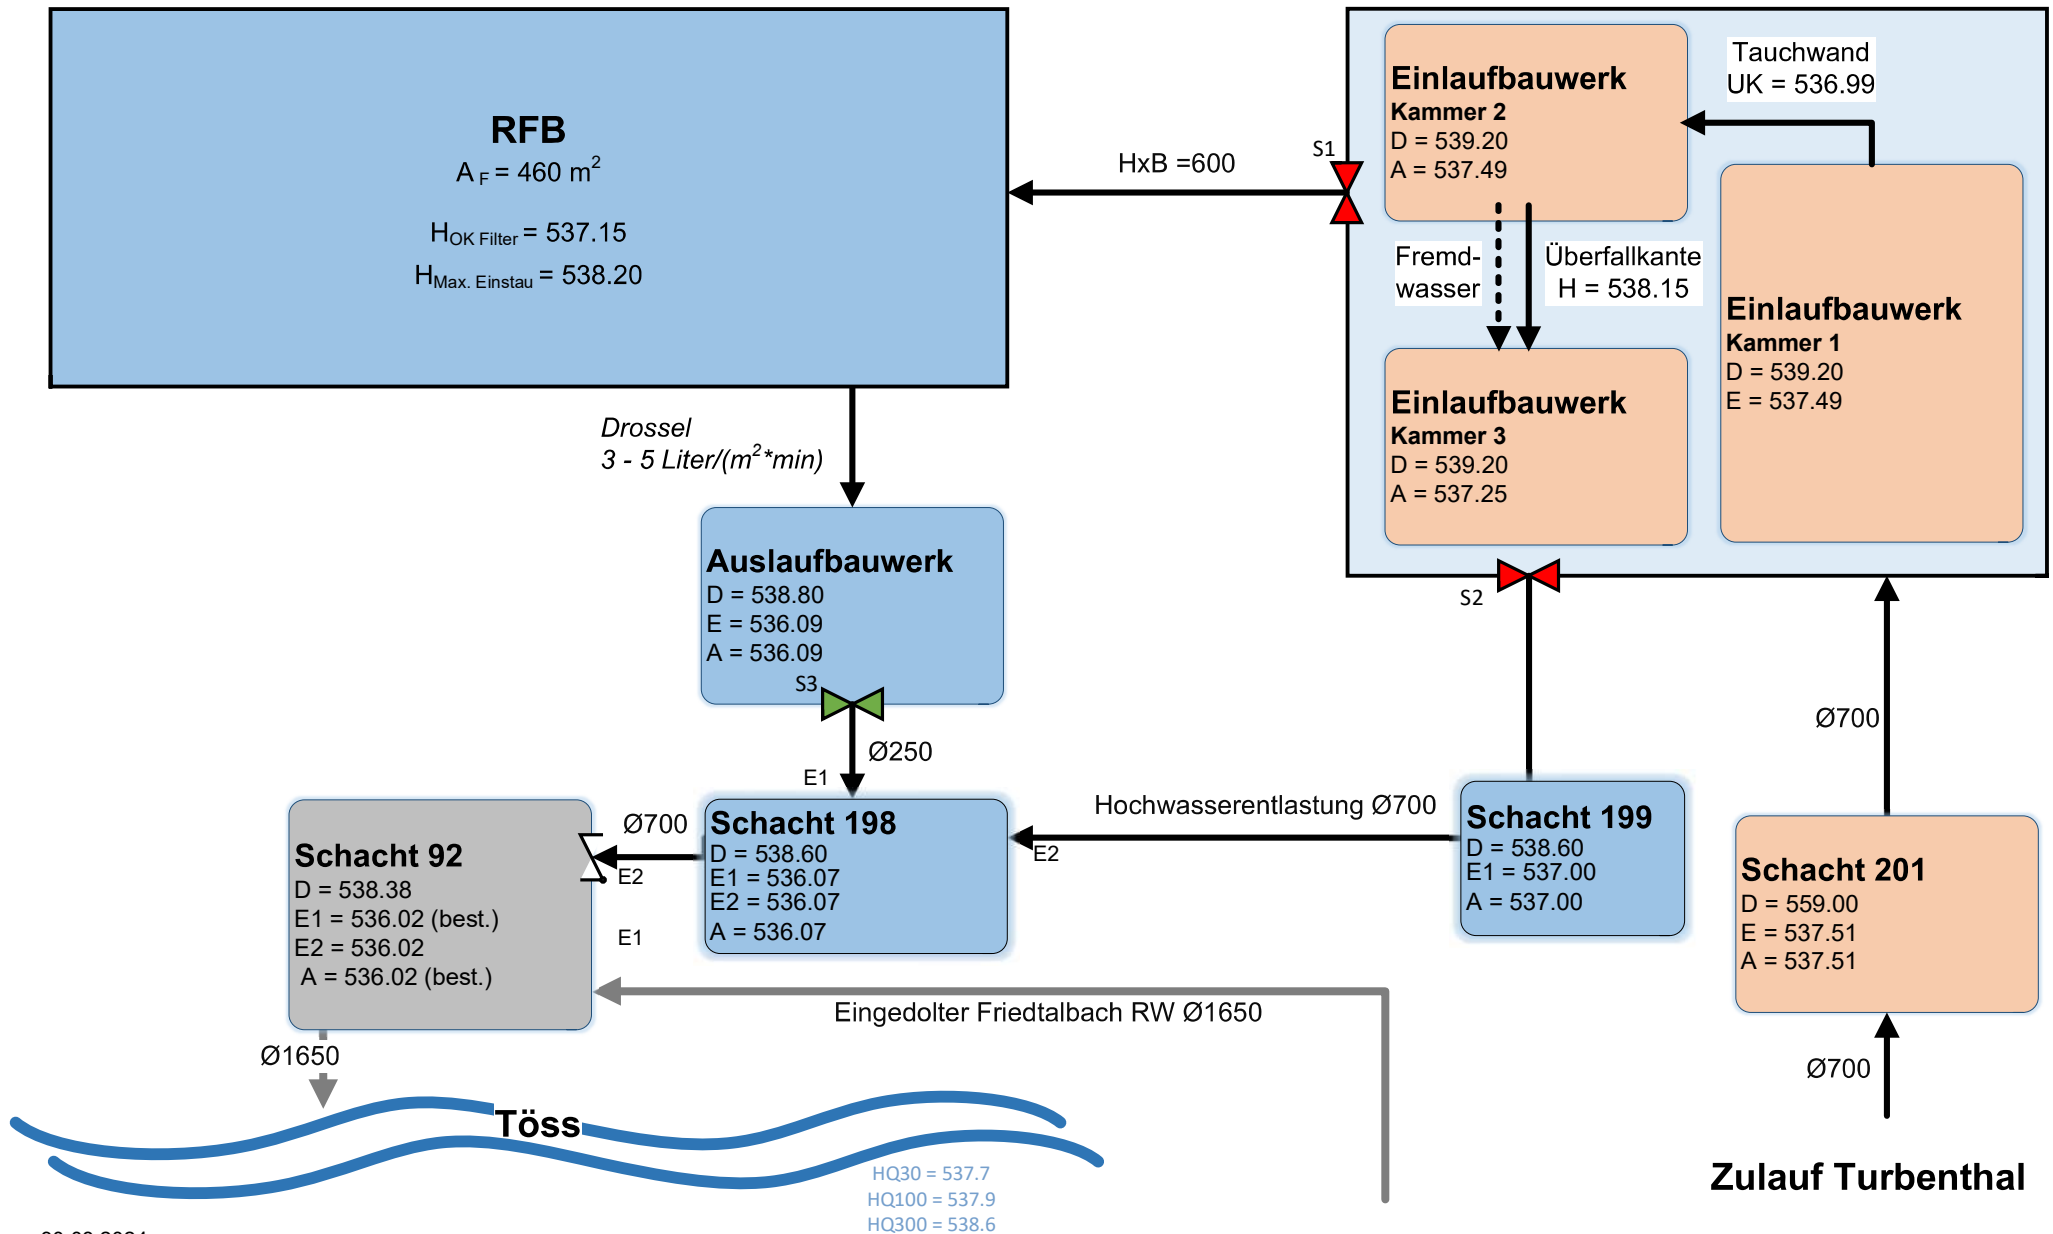 RFB
A F = 460 m2
HOK Filter = 537.15
HMax. Einstau = 538.20
HxB =600
S1
Einlaufbauwerk
Kammer 2
D = 539.20
A = 537.49
Tauchwand
UK = 536.99
Fremd-
wasser
Überfallkante
H = 538.15
Einlaufbauwerk
Kammer 1
D = 539.20
E = 537.49
Einlaufbauwerk
Kammer 3
D = 539.20
A = 537.25
S2
Drossel
3 - 5 Liter/(m2*min)
Auslaufbauwerk
D = 538.80
E = 536.09
A = 536.09
S3
Ø250
E1
Ø700
Schacht 92
D = 538.38
E1 = 536.02 (best.)
E2 = 536.02
A = 536.02 (best.)
Ø700
E2
E1
Schacht 198
D = 538.60
E1 = 536.07
E2 = 536.07
A = 536.07
Hochwasserentlastung Ø700
E2
Schacht 199
D = 538.60
E1 = 537.00
A = 537.00
Schacht 201
D = 559.00
E = 537.51
A = 537.51
Eingedolter Friedtalbach RW Ø1650
Ø1650
Ø700
Töss
HQ30 = 537.7
HQ100 = 537.9
HQ300 = 538.6
Zulauf Turbenthal